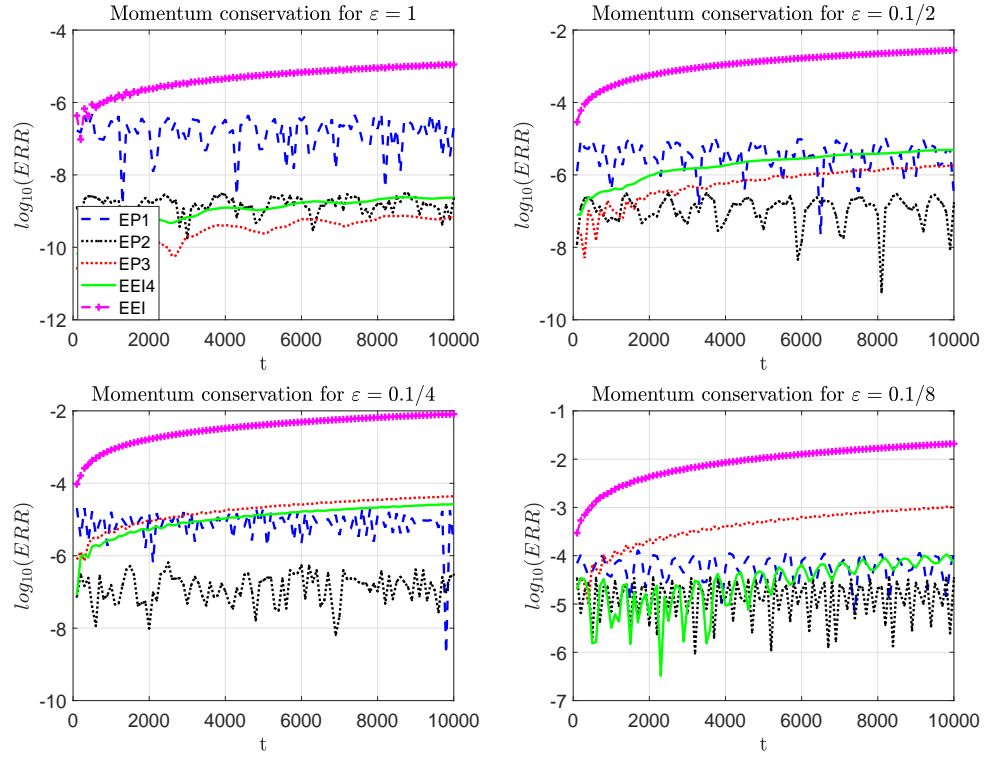 Momentum conservation for ε = 1
-4
-6
-8
-10
-12
log10(ERR)
EP1
EP2
EP3
EEI4
EEI
0 2000 4000 6000 8000 10000
t
Momentum conservation for ε = 0.1/2
-2
-4
-6
-8
-10
log10(ERR)
0 2000 4000 6000 8000 10000
t
Momentum conservation for ε = 0.1/4
-2
-4
-6
-8
-10
log10(ERR)
0 2000 4000 6000 8000 10000
t
Momentum conservation for ε = 0.1/8
-1
-2
-3
-4
-5
-6
-7
log10(ERR)
0 2000 4000 6000 8000 10000
t